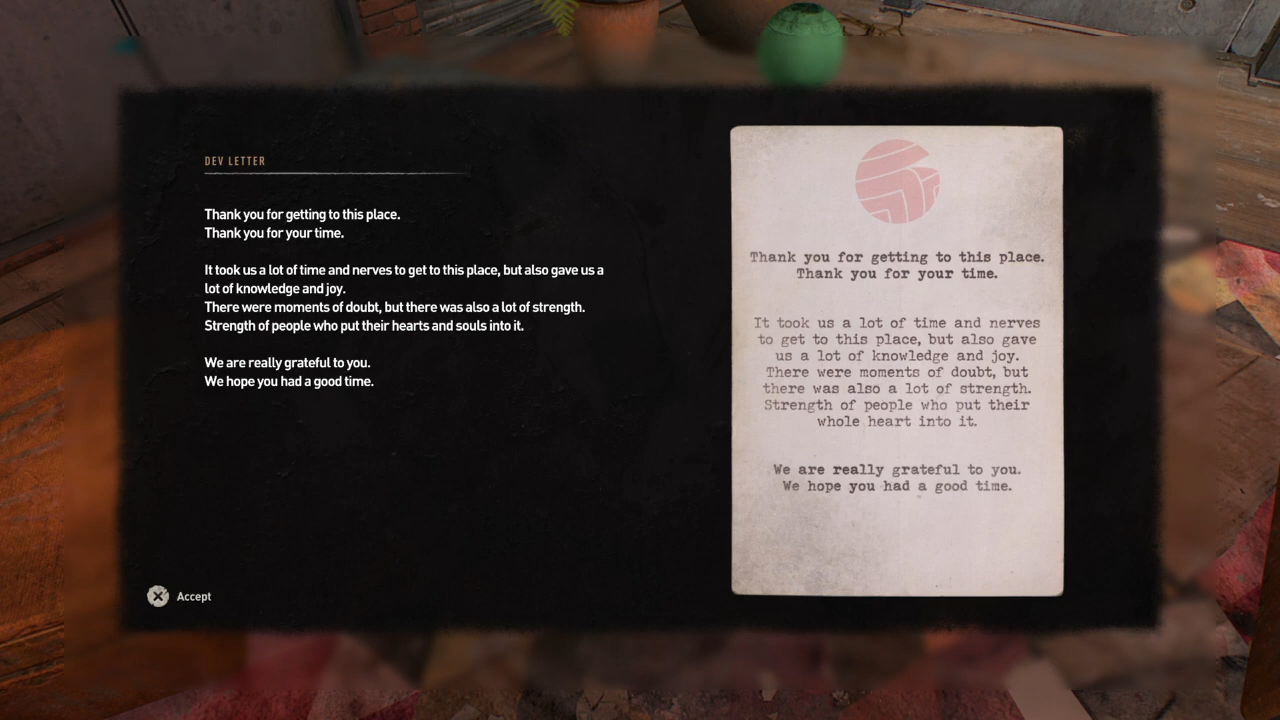 DEV LETTER
Thank you for getting to this place.
Thank you for your time.
It took us a lot of time and nerves to get to this place, but also gave us a
lot of knowledge and joy.
There were moments of doubt, but there was also a lot of strength.
Strength of people who put their hearts and souls into it.
We are really grateful to you.
We hope you had a good time.
Accept
Thank you for getting to this place.
Thank you for your time.
It took us a lot of time and nerves
to get to this place, but also gave
us a lot of knowledge and joy.
There were moments of doubt, but
there was also a lot of strength.
Strength of people who put their
whole heart into it.
We are really grateful to you.
We hope you had a good time.